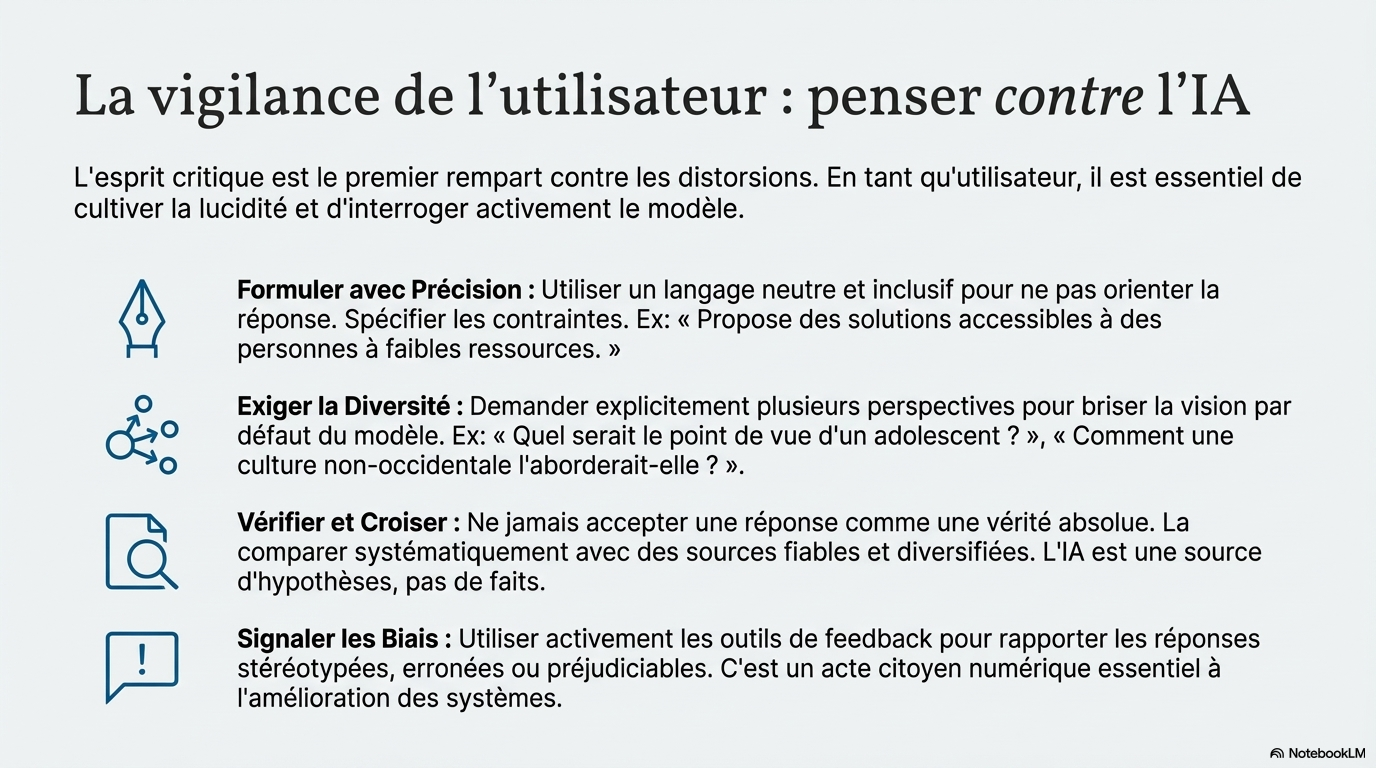 La vigilance de l’utilisateur : penser contre l’IA
L'esprit critique est le premier rempart contre les distorsions. En tant qu'utilisateur, il est essentiel de
cultiver la lucidité et d'interroger activement le modèle.
Formuler avec Précision : Utiliser un langage neutre et inclusif pour ne pas orienter la
réponse. Spécifier les contraintes. Ex: « Propose des solutions accessibles à des
personnes à faibles ressources. »
Exiger la Diversité : Demander explicitement plusieurs perspectives pour briser la vision par
défaut du modèle. Ex: « Quel serait le point de vue d'un adolescent ? », « Comment une
culture non-occidentale l'aborderait-elle ? ».
Vérifier et Croiser : Ne jamais accepter une réponse comme une vérité absolue. La
comparer systématiquement avec des sources fiables et diversifiées. L'IA est une source
d'hypothèses, pas de faits.
Signaler les Biais : Utiliser activement les outils de feedback pour rapporter les réponses
stéréotypées, erronées ou préjudiciables. C'est un acte citoyen numérique essentiel à
l'amélioration des systèmes.
NotebookLM